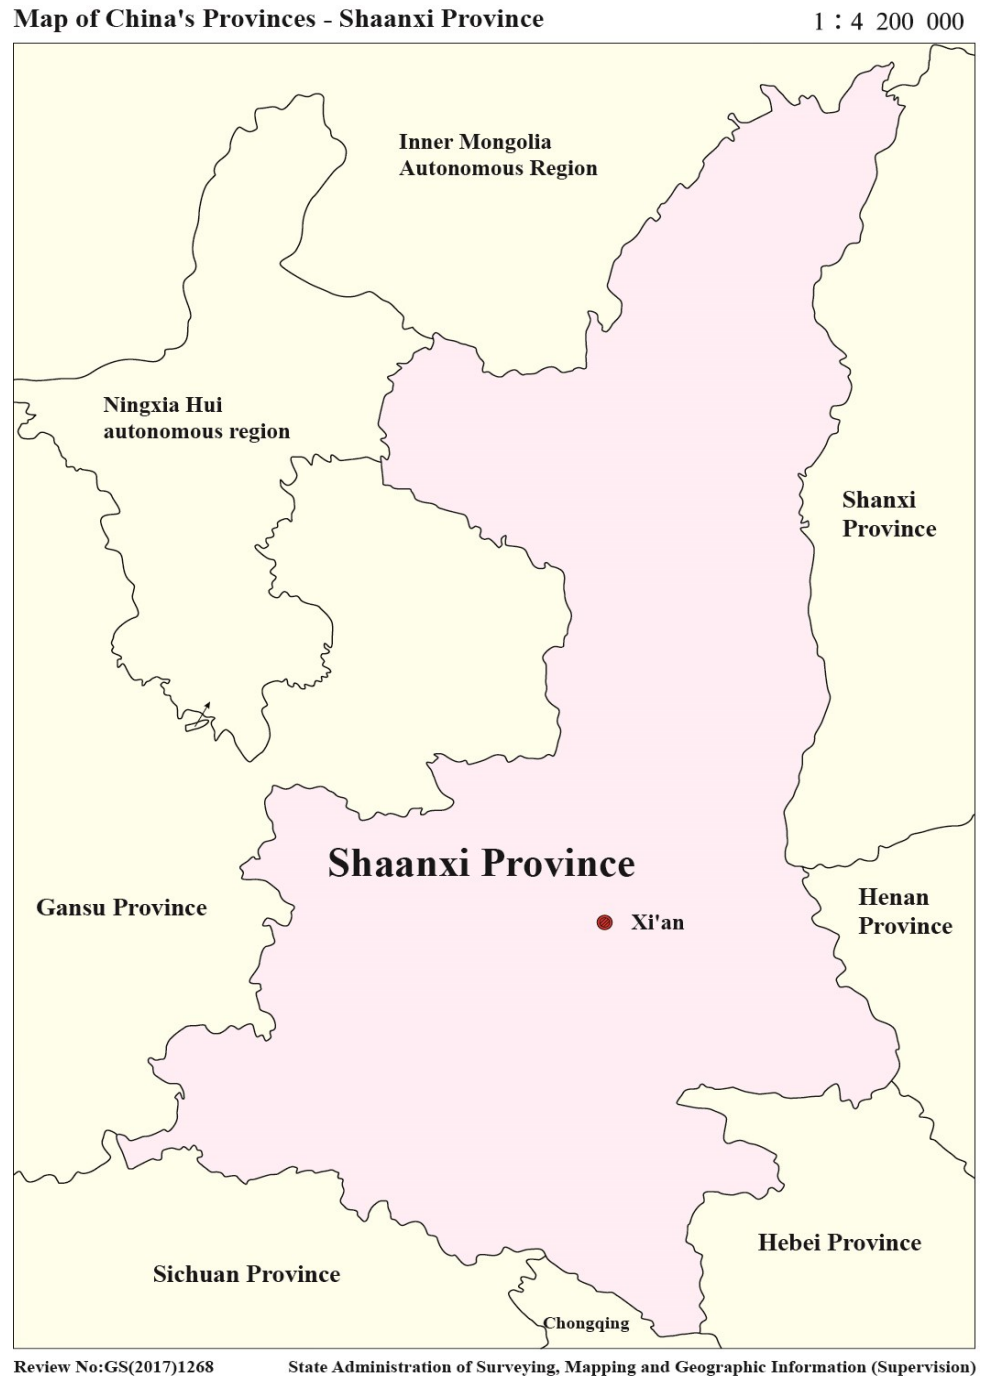 Map of China's Provinces - Shaanxi Province
1 : 4 200 000
Inner Mongolia
Autonomous Region
Ningxia Hui
autonomous region
Shanxi
Province
Shaanxi Province
Gansu Province
Xi'an
Henan
Province
Hebei Province
Sichuan Province
Chongqing
Review No:GS(2017)1268
State Administration of Surveying, Mapping and Geographic Information (Supervision)